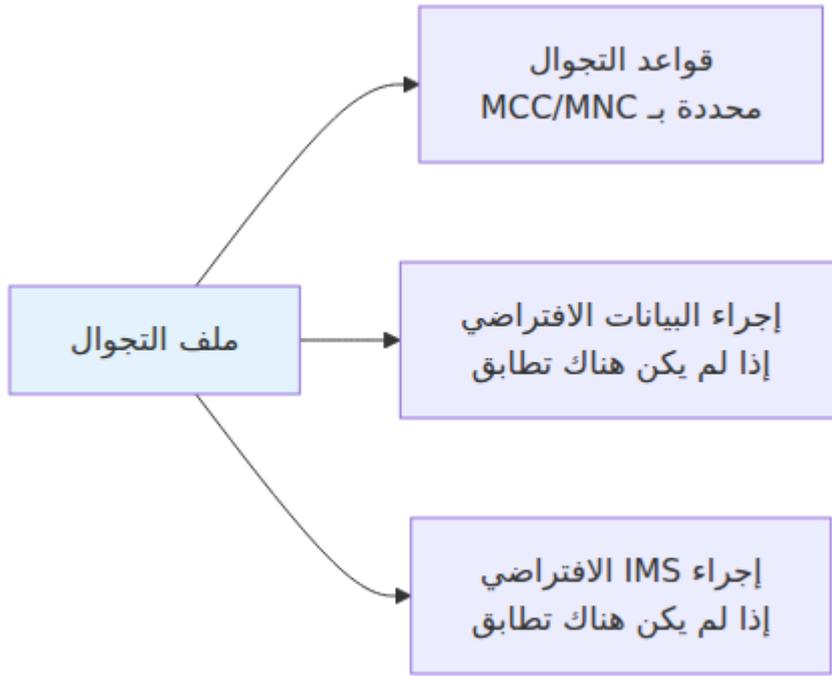 قواعد التجوال
محددة بـ MCC/MNC
ملف التجوال
إجراء البيانات الافتراضي
إذا لم يكن هناك تطابق
إجراء IMS الافتراضي
إذا لم يكن هناك تطابق